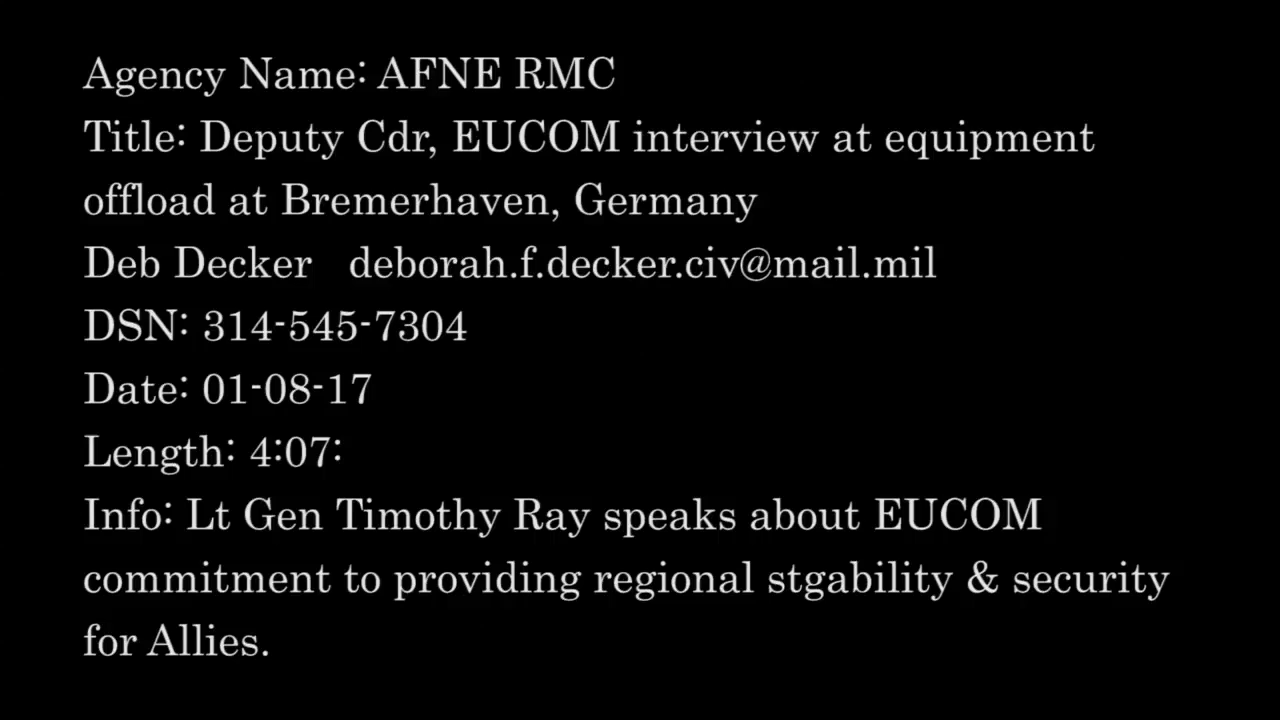 Agency Name: AFNE RMC
Title: Deputy Cdr, EUCOM interview at equipment
offload at Bremerhaven, Germany
Deb Decker   deborah.f.decker.civ@mail.mil
DSN: 314-545-7304
Date: 01-08-17
Length: 4:07:
Info: Lt Gen Timothy Ray speaks about EUCOM
commitment to providing regional stgability & security
for Allies.